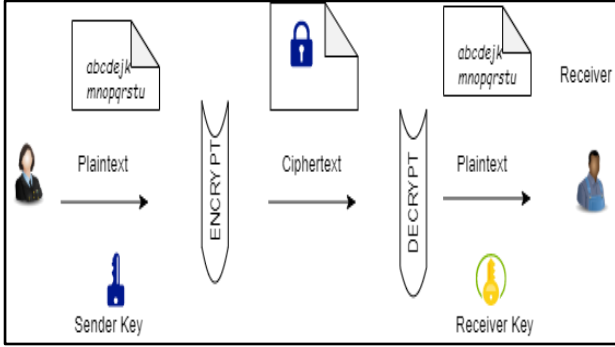 abcdejk
mnopqrstu
abcdejk
mnopqrstu
Receiver
Plaintext
ENCRYPT
Ciphertext
DECRYPT
Plaintext
Sender Key
Receiver Key